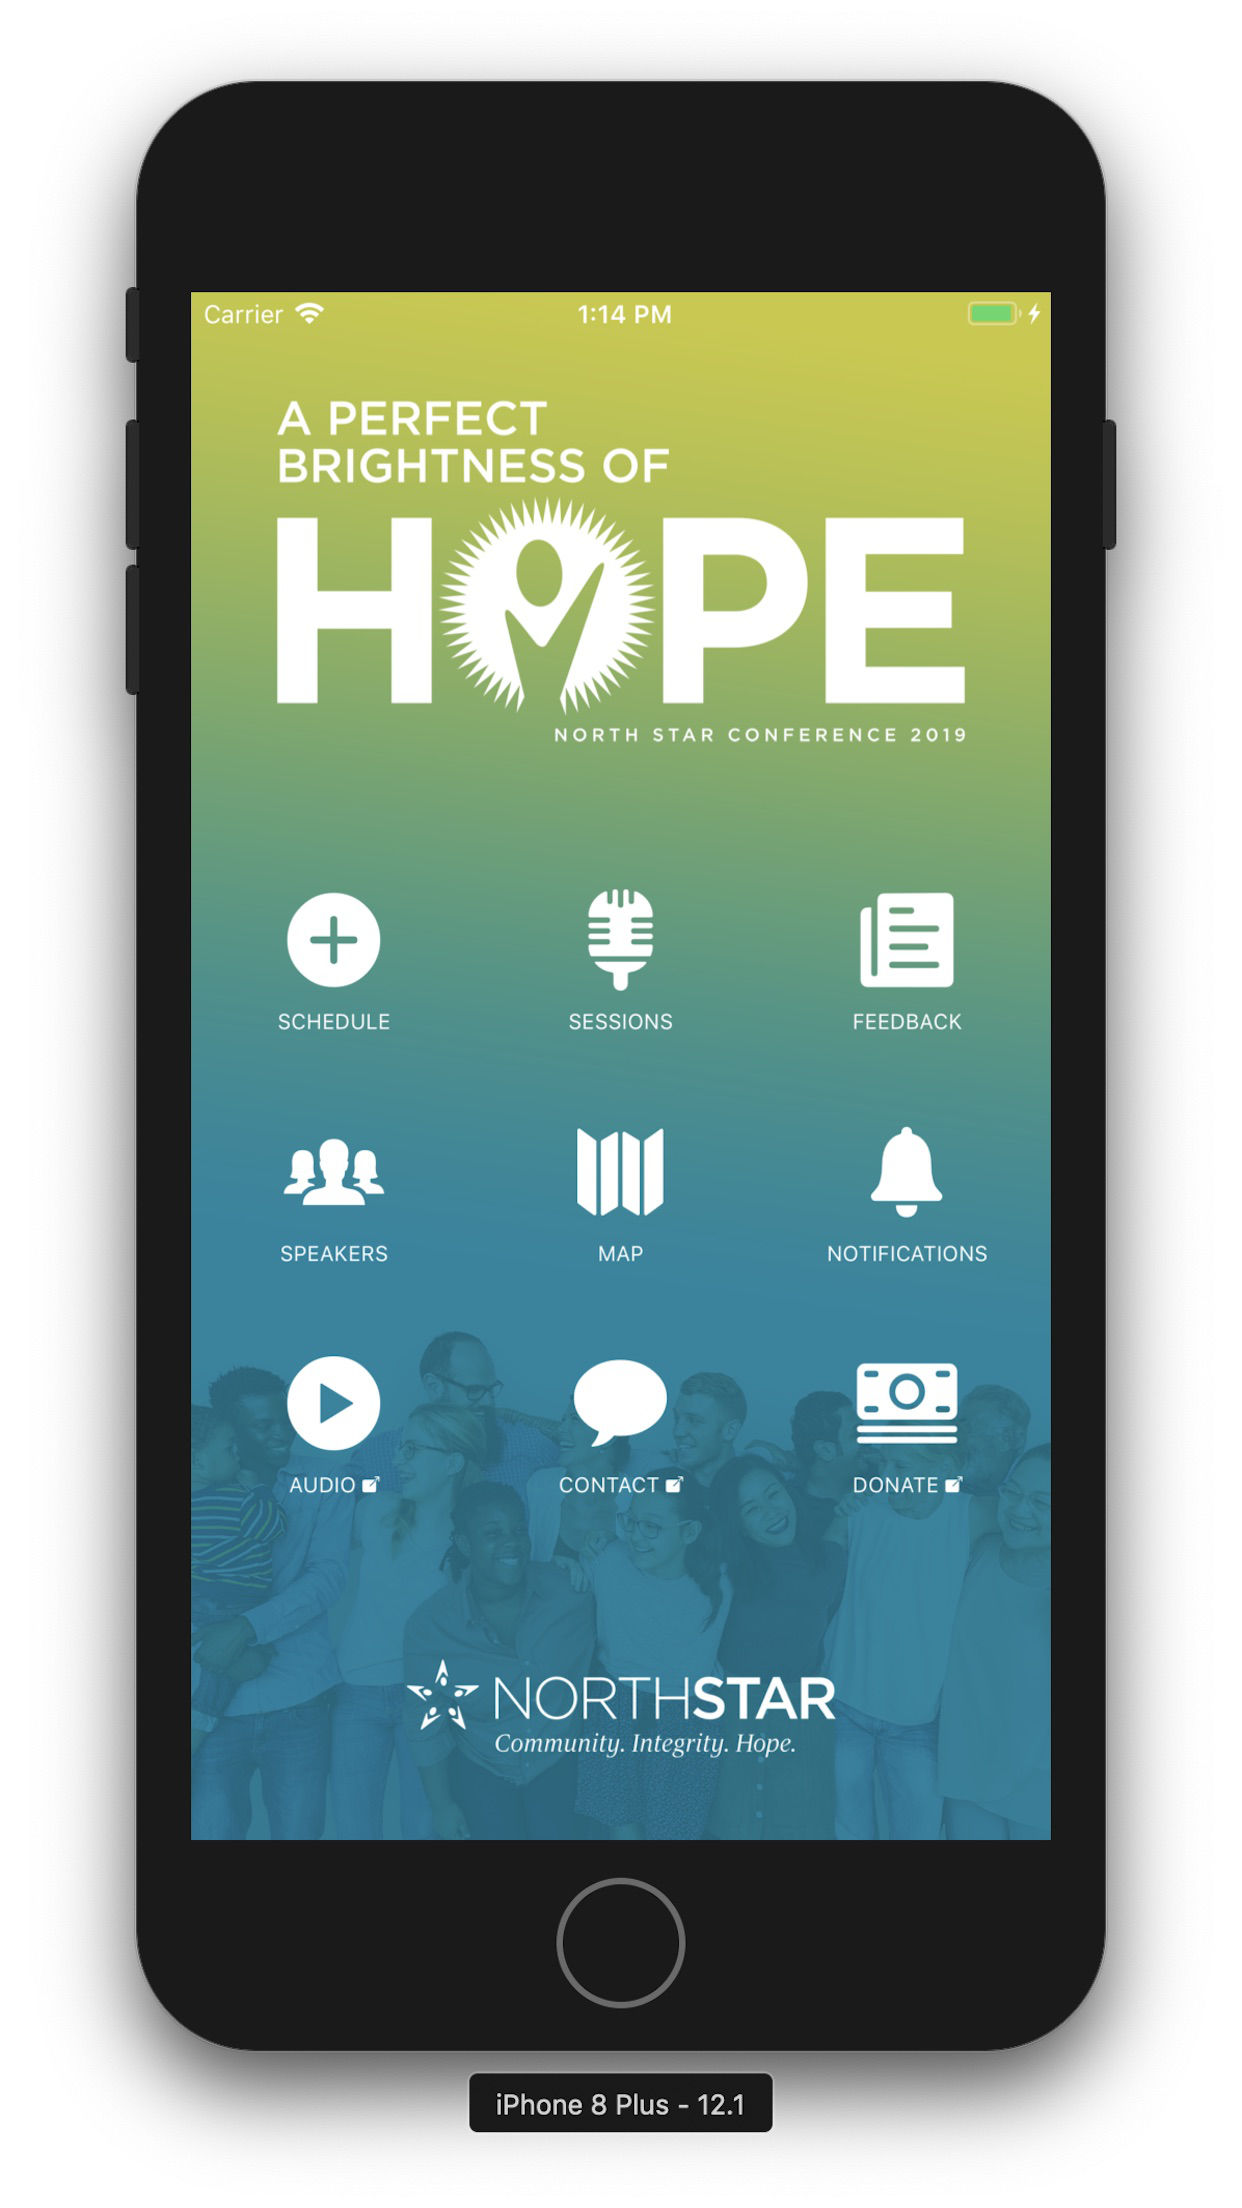 Carrier 1:14 PM
A PERFECT
BRIGHTNESS OF
HOPE
NORTH STAR CONFERENCE 2019
SCHEDULE SESSIONS FEEDBACK
SPEAKERS MAP NOTIFICATIONS
AUDIO CONTACT DONATE
NORTHSTAR
Community. Integrity. Hope.
iPhone 8 Plus - 12.1